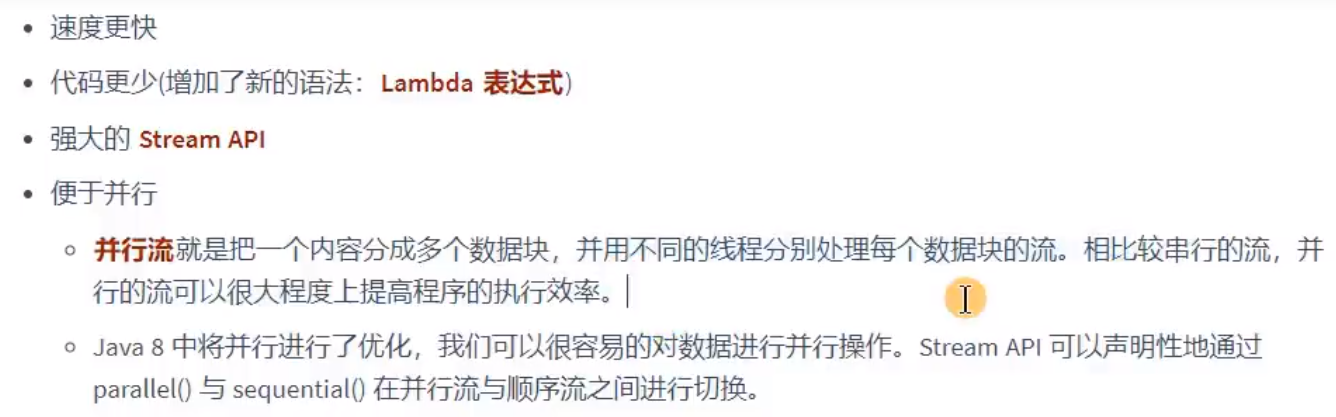 速度更快
代码更少(增加了新的语法：Lambda 表达式)
强大的 Stream API
便于并行
并行流就是把一个内容分成多个数据块，并用不同的线程分别处理每个数据块的流。相比较串行的流，并
行的流可以很大程度上提高程序的执行效率。
Java 8 中将并行进行了优化，我们可以很容易的对数据进行并行操作。Stream API 可以声明性地通过
parallel() 与 sequential() 在并行流与顺序流之间进行切换。